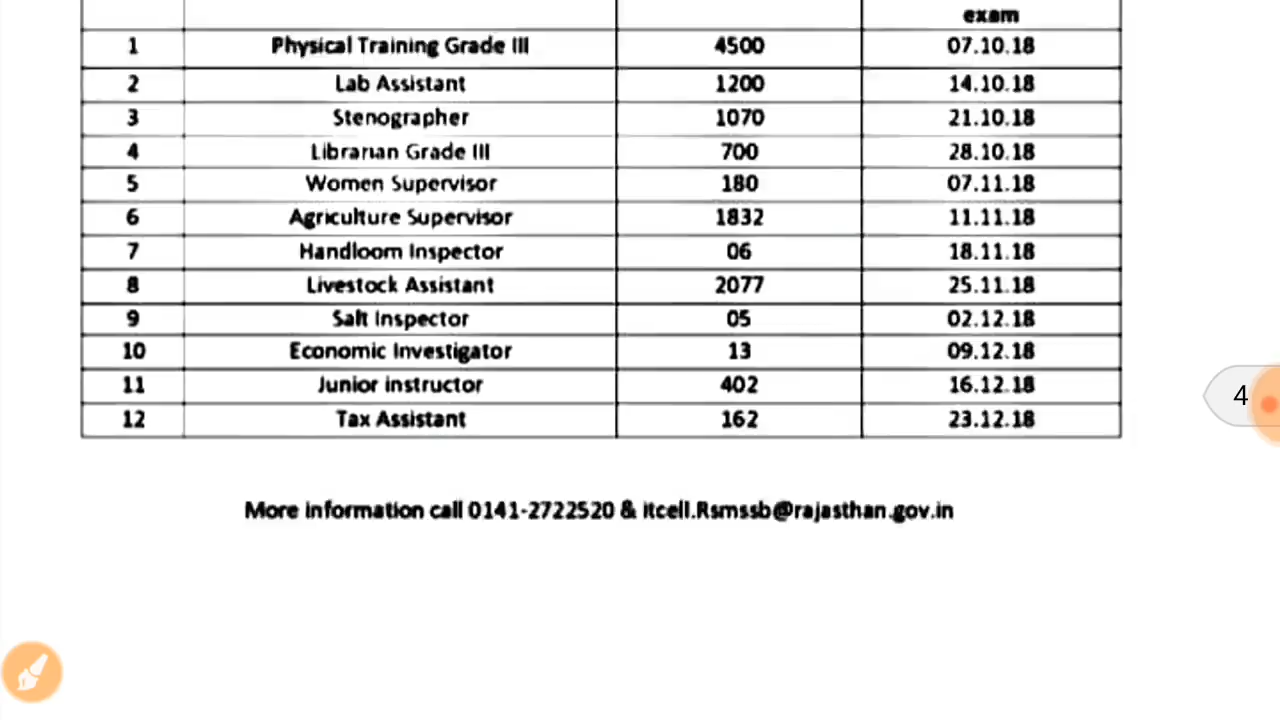 exam
1 Physical Training Grade III 4500 07.10.18
2 Lab Assistant 1200 14.10.18
3 Stenographer 1070 21.10.18
4 Librarian Grade III 700 28.10.18
5 Women Supervisor 180 07.11.18
6 Agriculture Supervisor 1832 11.11.18
7 Handloom Inspector 06 18.11.18
8 Livestock Assistant 2077 25.11.18
9 Salt Inspector 05 02.12.18
10 Economic Investigator 13 09.12.18
11 Junior instructor 402 16.12.18
12 Tax Assistant 162 23.12.18
4
More information call 0141-2722520 & itcell.Rsmssb@rajasthan.gov.in